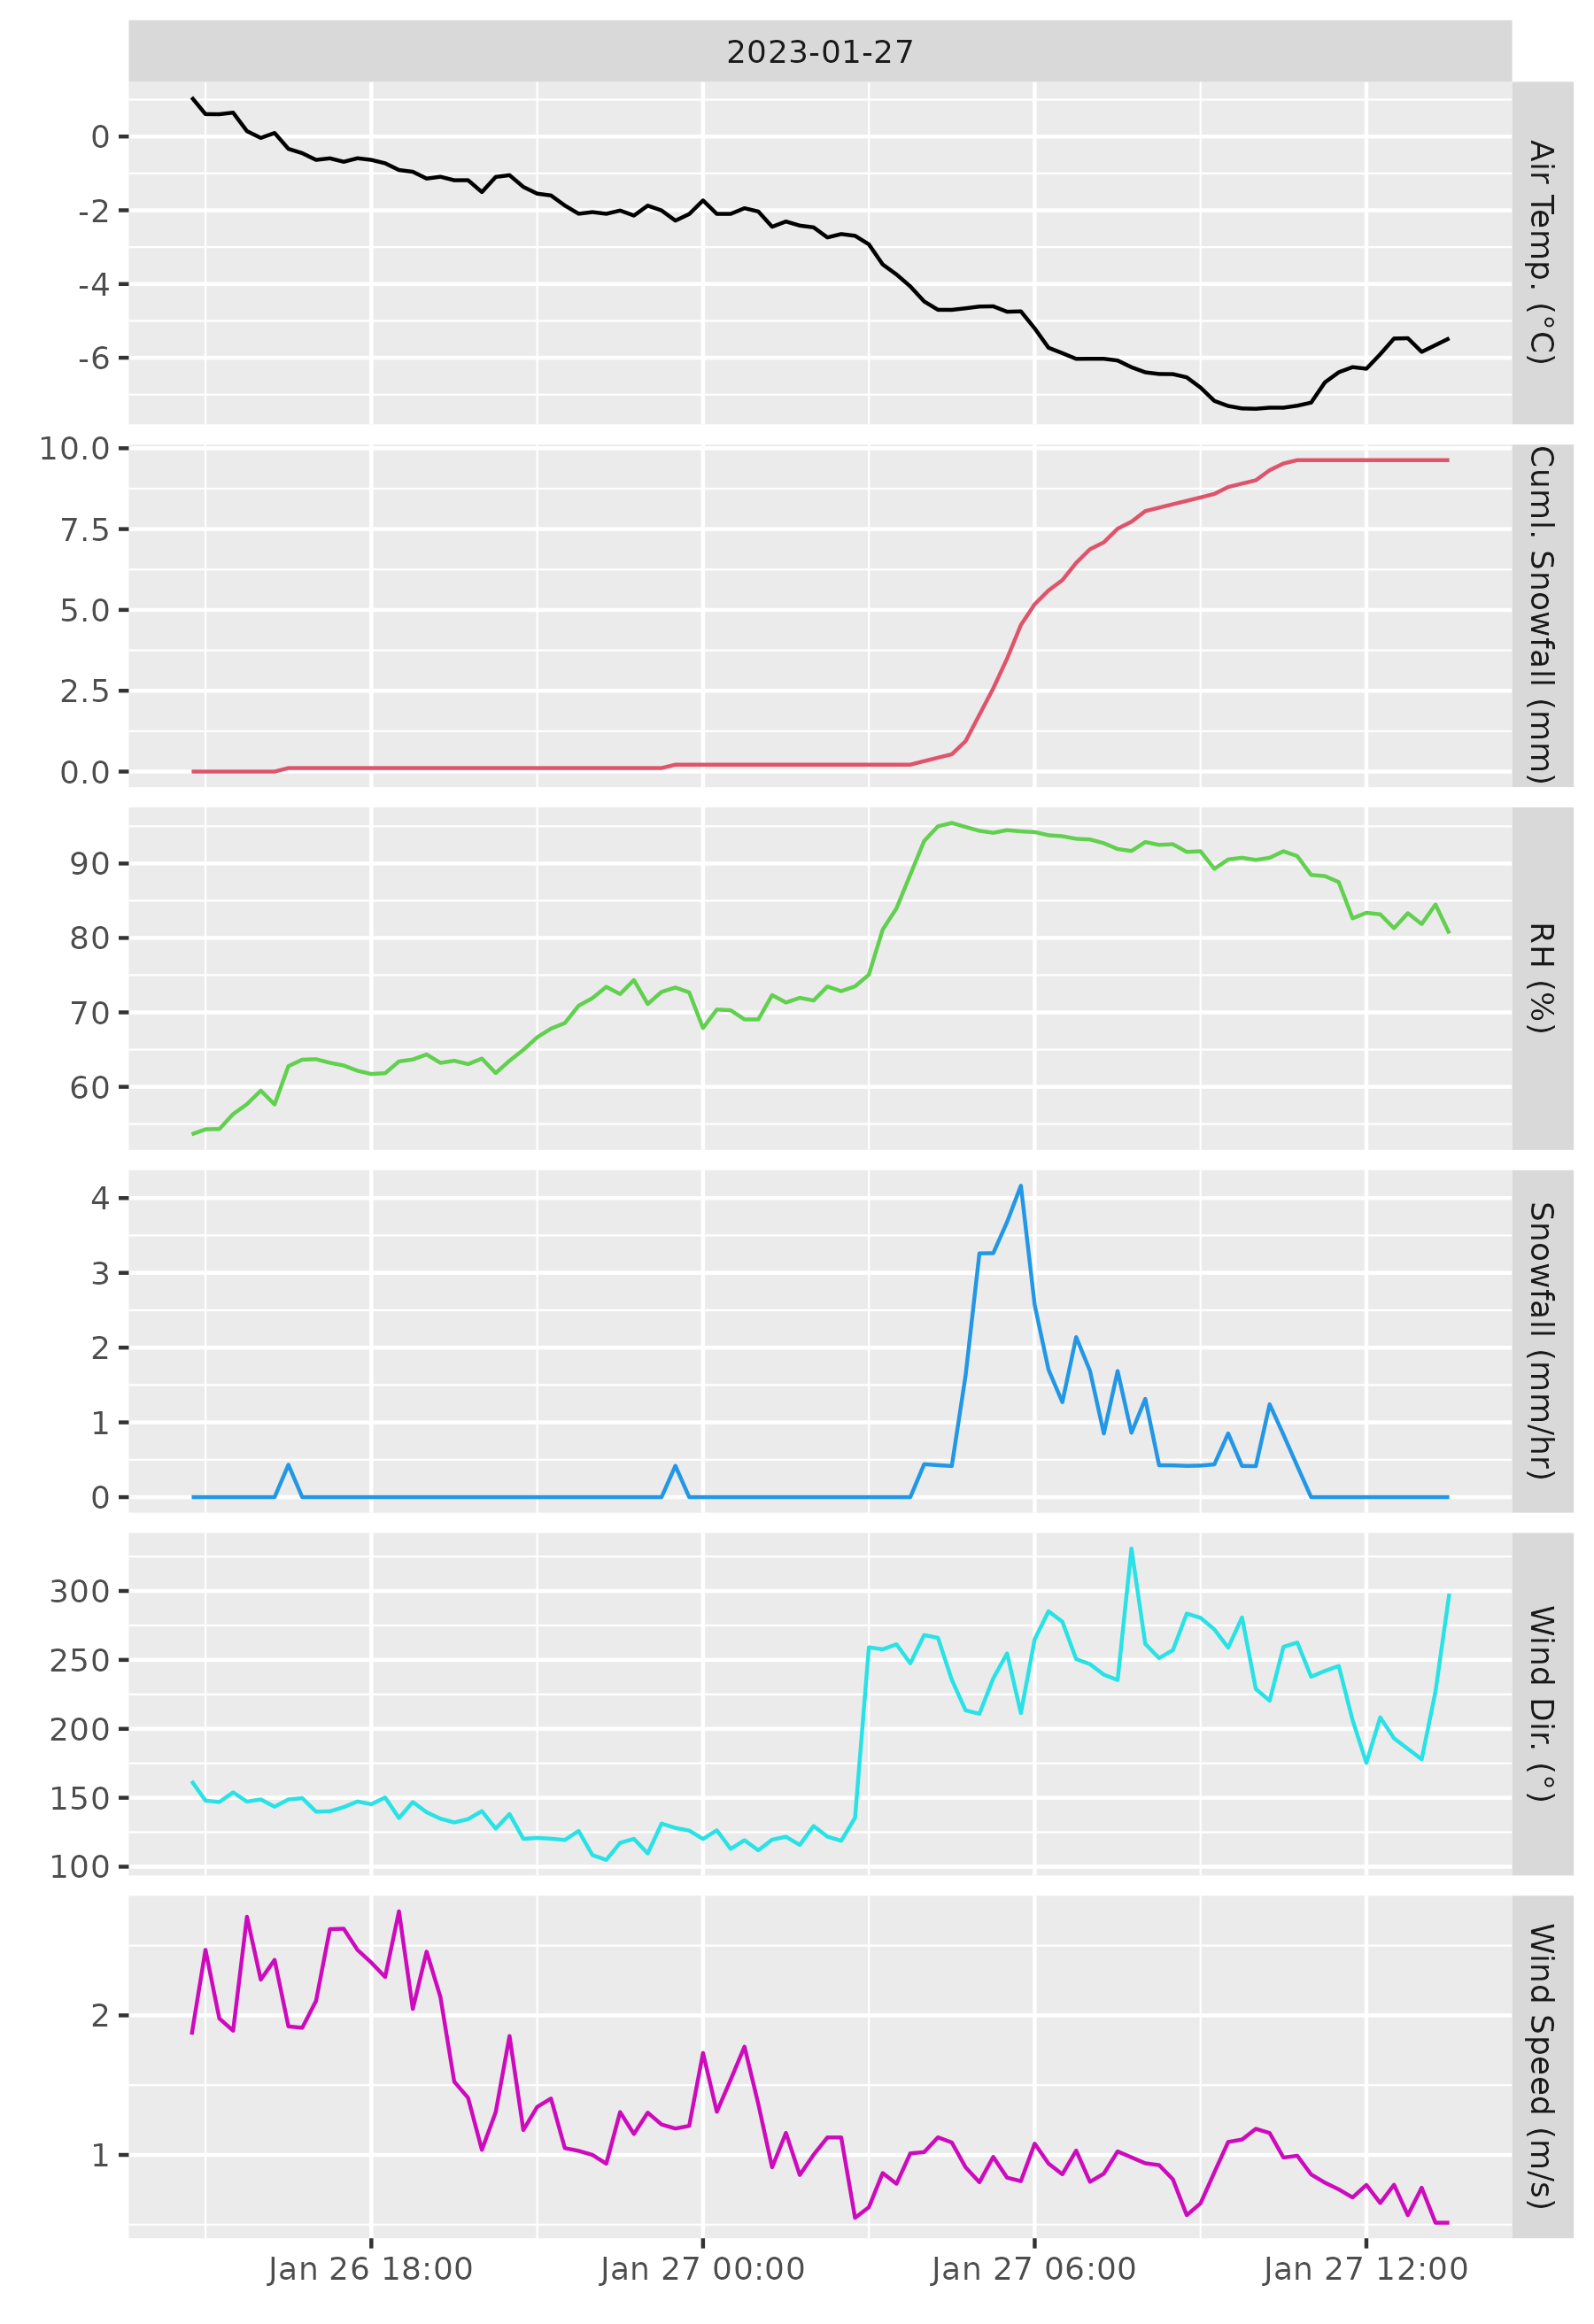 2023-01-27
0
-2
-4
-6
Air Temp. (°C)
10.0
7.5
5.0
2.5
0.0
Cuml. Snowfall (mm)
90
80
70
60
RH (%)
4
3
2
1
0
Snowfall (mm/hr)
300
250
200
150
100
Wind Dir. (°)
2
1
Wind Speed (m/s)
Jan 26 18:00
Jan 27 00:00
Jan 27 06:00
Jan 27 12:00